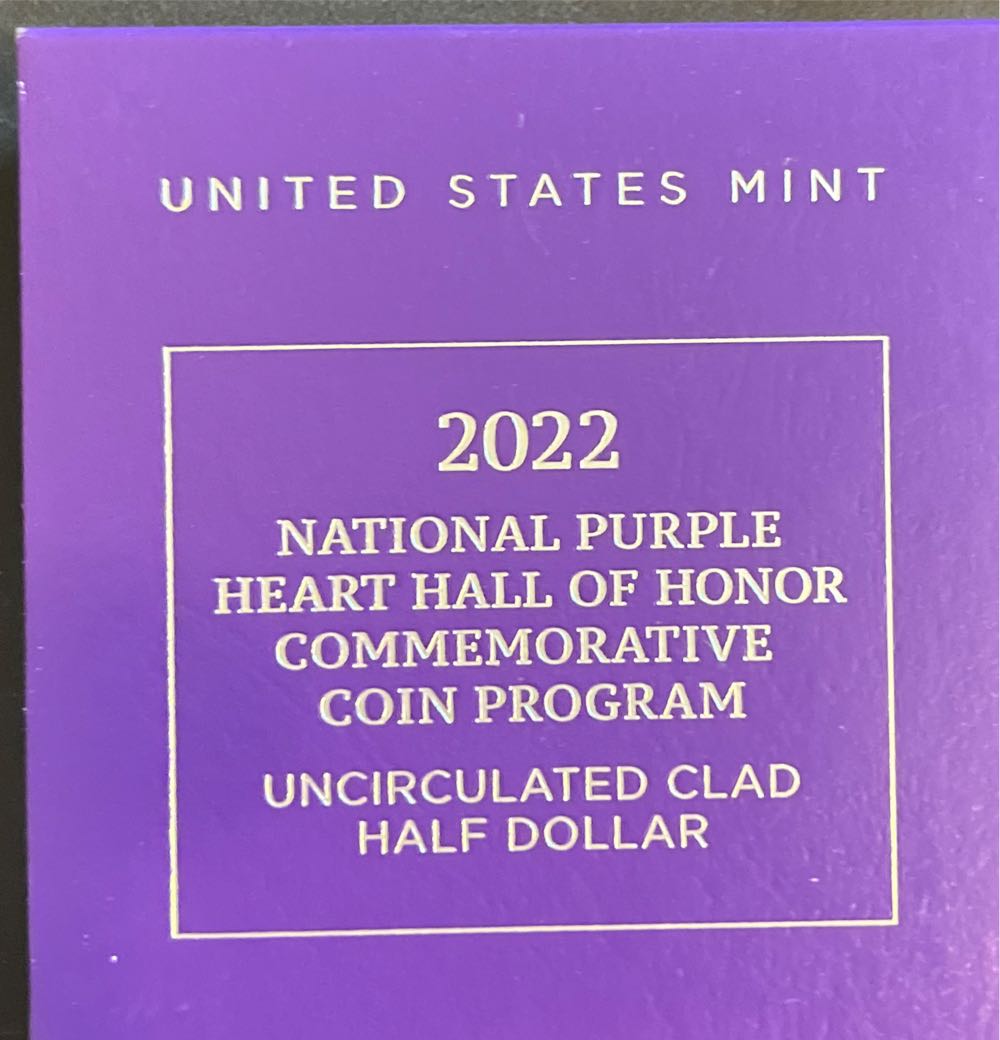 UNITED STATES MINT
2022
NATIONAL PURPLE
HEART HALL OF HONOR
COMMEMORATIVE
COIN PROGRAM
UNCIRCULATED CLAD
HALF DOLLAR